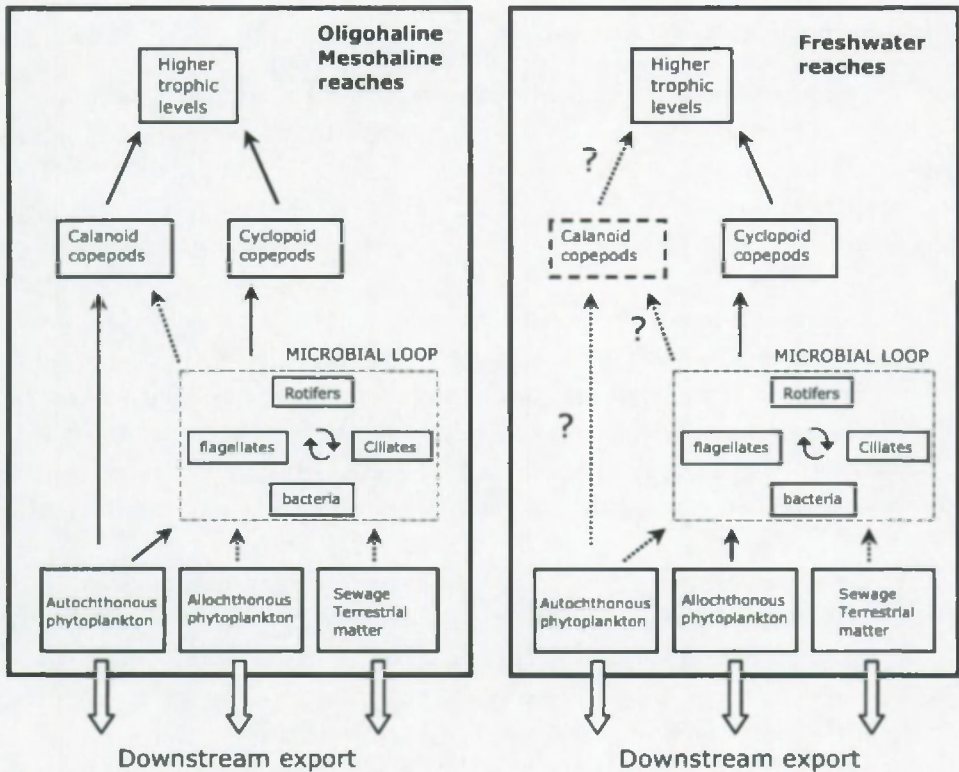 Oligohaline
Mesohaline
reaches
Higher
trophic
levels
Calanoid
copepods
Cyclopoid
copepods
MICROBIAL LOOP
Rotifers
flagellates
Ciliates
bacteria
Autochthonous
phytoplankton
Allochthonous
phytoplankton
Sewage
Terrestrial
matter
Downstream export
Freshwater
reaches
Higher
trophic
levels
?
Calanoid
copepods
Cyclopoid
copepods
?
MICROBIAL LOOP
Rotifers
?
flagellates
Ciliates
bacteria
Autochthonous
phytoplankton
Allochthonous
phytoplankton
Sewage
Terrestrial
matter
Downstream export